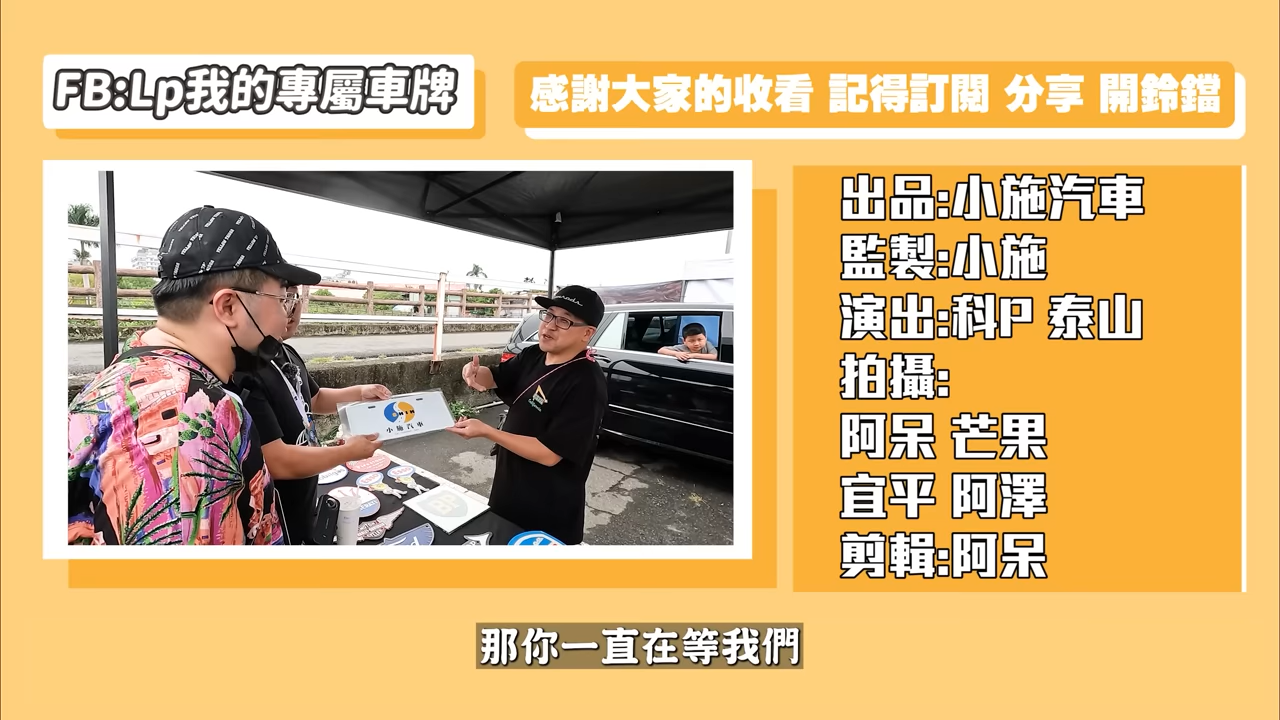 FB:Lp我的專屬車牌
感謝大家的收看 記得訂閱 分享 開鈴鐺
出品:小施汽車
監製:小施
演出:科P 泰山
拍攝:
阿呆 芒果
宜平 阿澤
剪輯:阿呆
小施汽車
那你一直在等我們